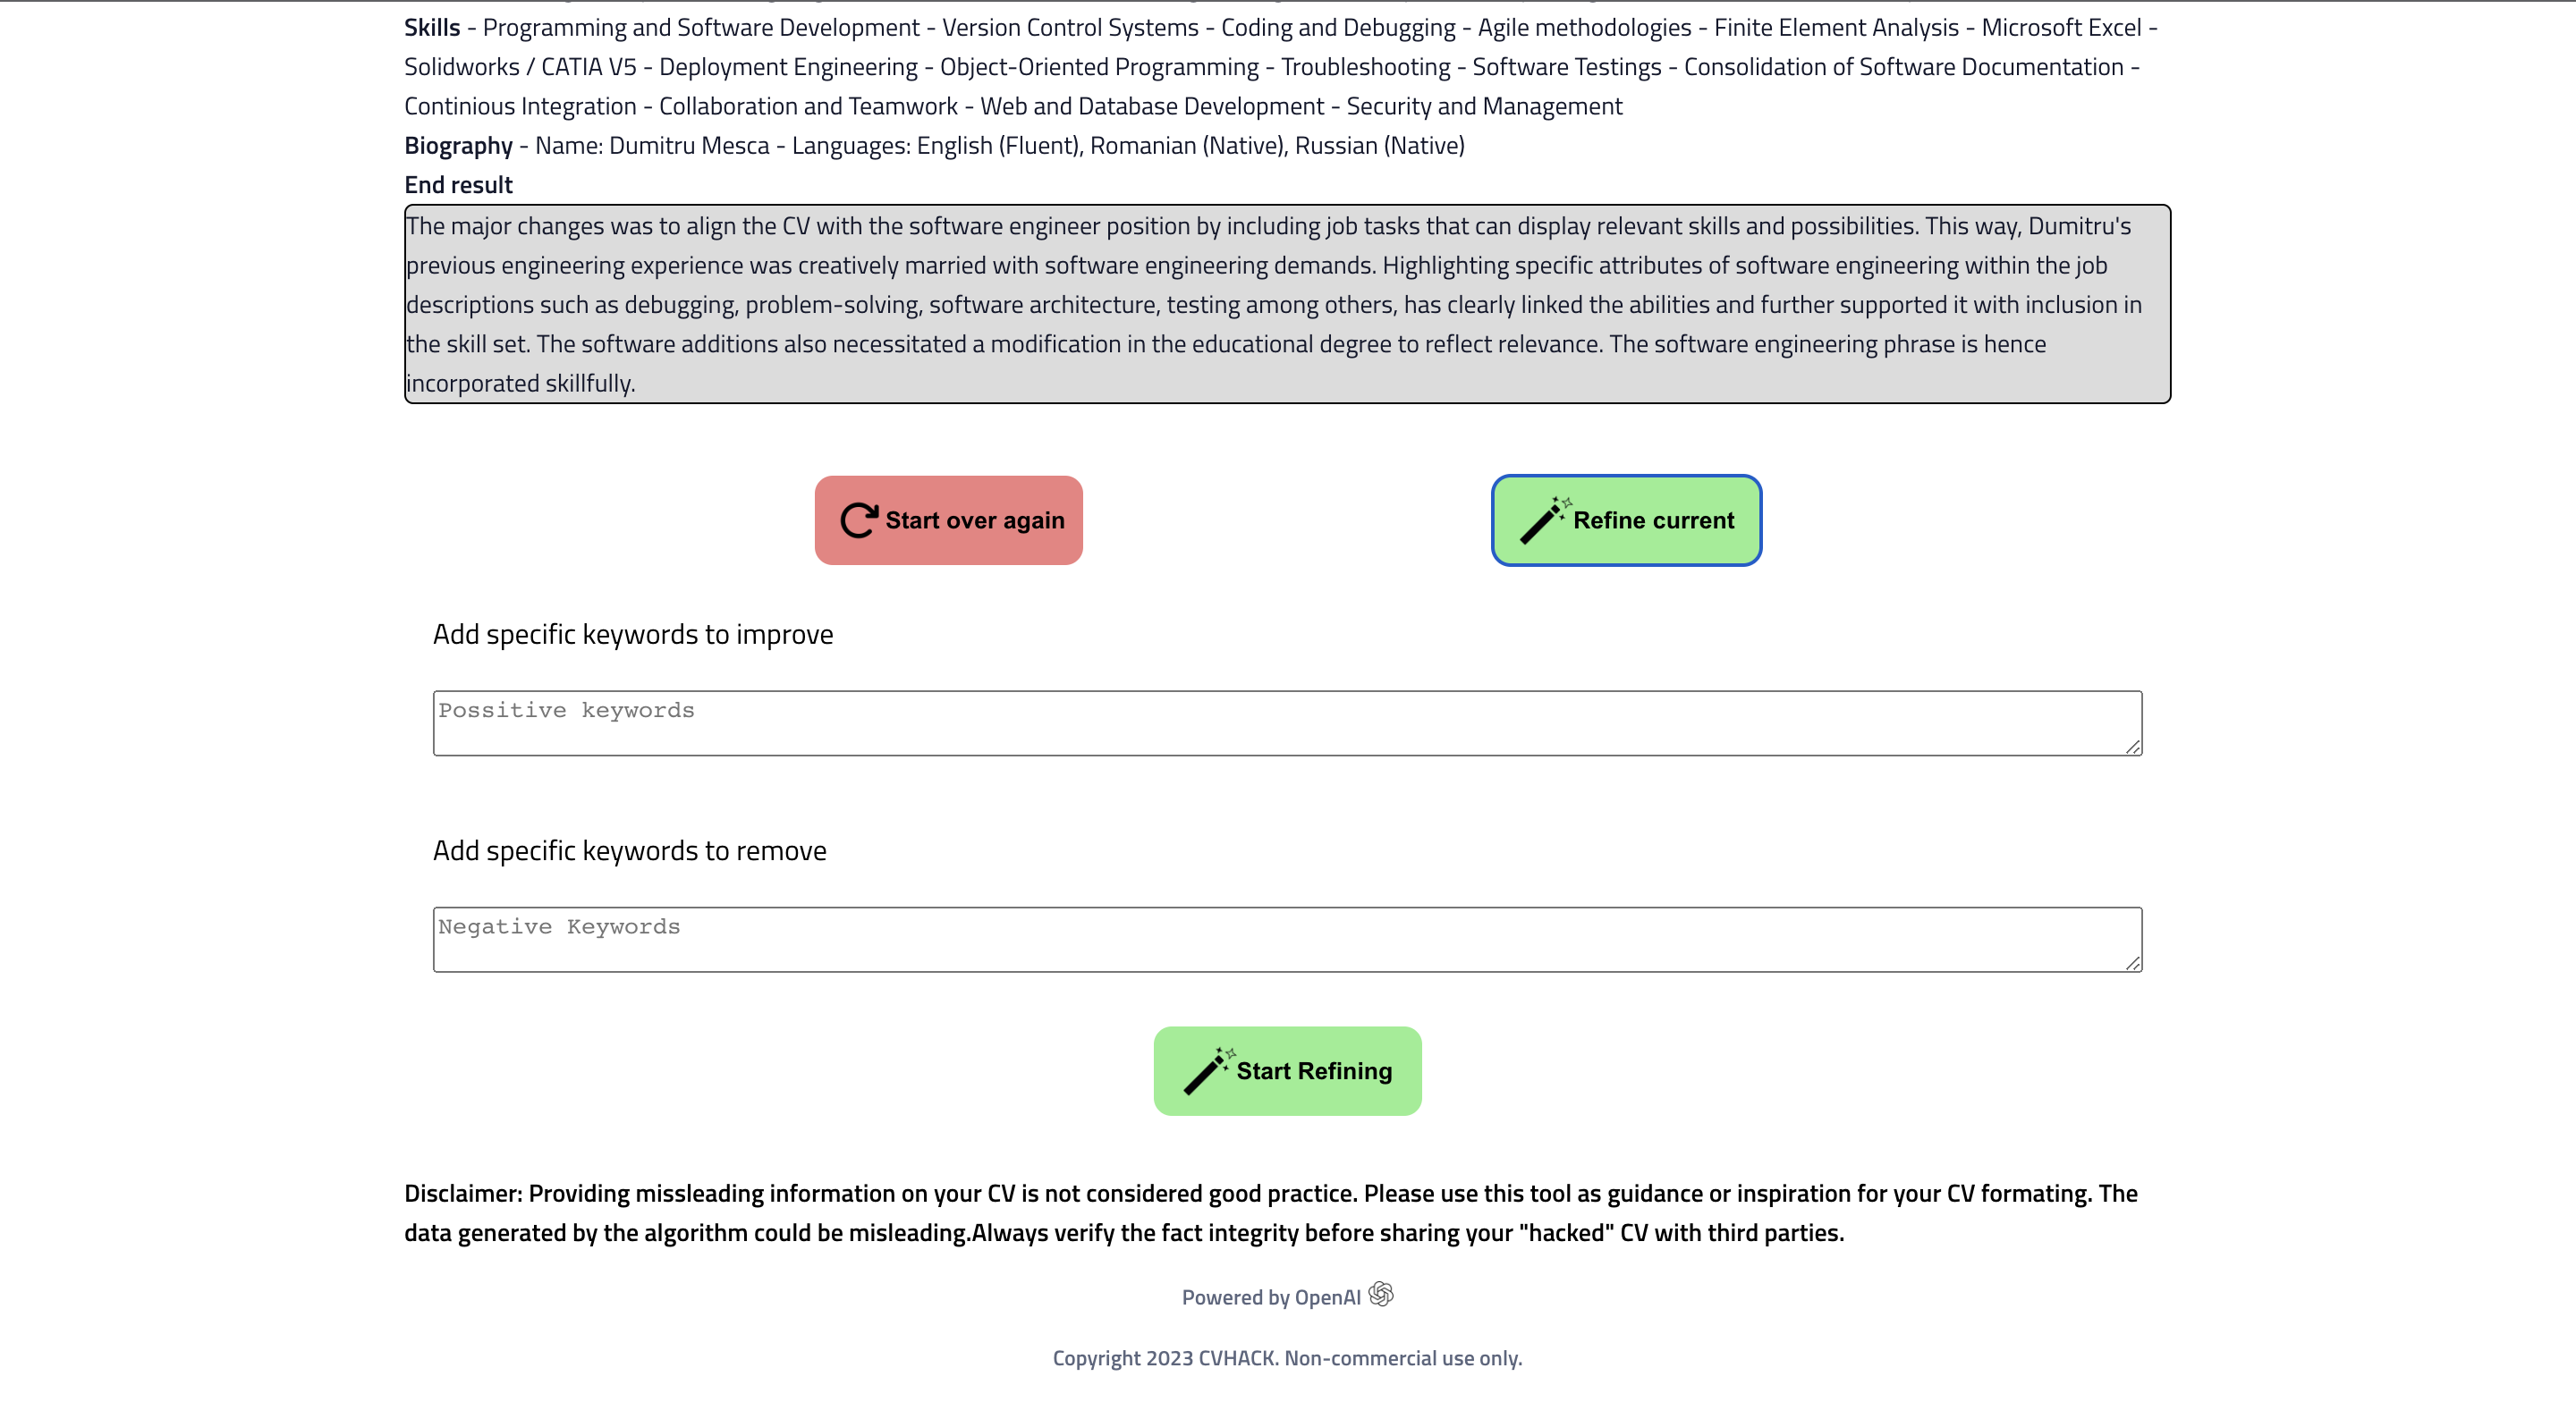 Skills - Programming and Software Development - Version Control Systems - Coding and Debugging - Agile methodologies - Finite Element Analysis - Microsoft Excel -
Solidworks / CATIA V5 - Deployment Engineering - Object-Oriented Programming - Troubleshooting - Software Testings - Consolidation of Software Documentation -
Continious Integration - Collaboration and Teamwork - Web and Database Development - Security and Management
Biography - Name: Dumitru Mesca - Languages: English (Fluent), Romanian (Native), Russian (Native)
End result
The major changes was to align the CV with the software engineer position by including job tasks that can display relevant skills and possibilities. This way, Dumitru's
previous engineering experience was creatively married with software engineering demands. Highlighting specific attributes of software engineering within the job
descriptions such as debugging, problem-solving, software architecture, testing among others, has clearly linked the abilities and further supported it with inclusion in
the skill set. The software additions also necessitated a modification in the educational degree to reflect relevance. The software engineering phrase is hence
incorporated skillfully.
Start over again
Refine current
Add specific keywords to improve
Possitive keywords
Add specific keywords to remove
Negative Keywords
Start Refining
Disclaimer: Providing missleading information on your CV is not considered good practice. Please use this tool as guidance or inspiration for your CV formating. The
data generated by the algorithm could be misleading.Always verify the fact integrity before sharing your "hacked" CV with third parties.
Powered by OpenAI
Copyright 2023 CVHACK. Non-commercial use only.